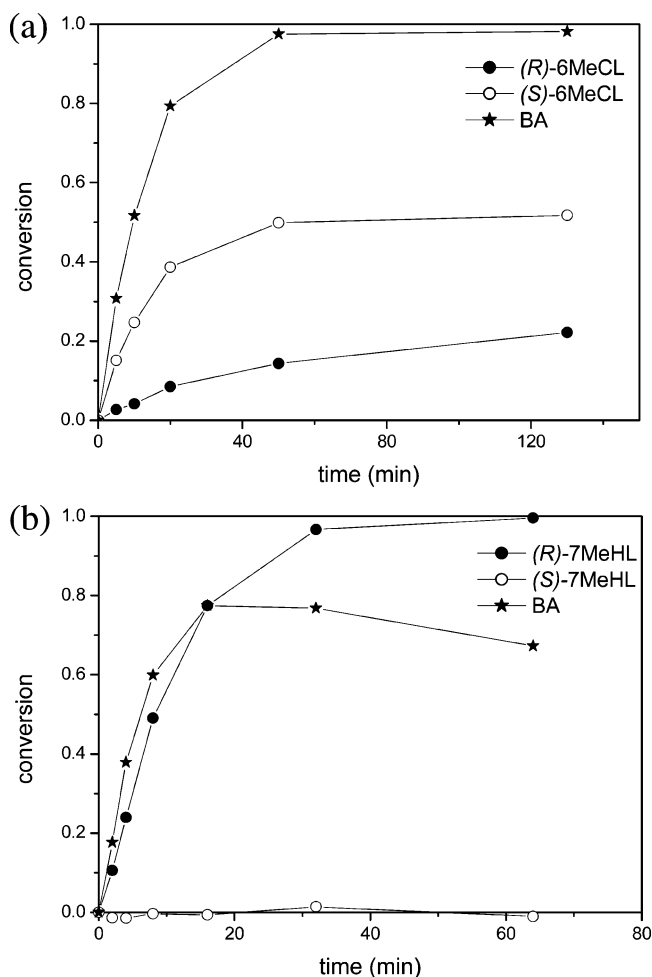 (a)
1.0
0.8
0.6
0.4
0.2
0.0
conversion
(R)-6MeCL
(S)-6MeCL
BA
0 40 80 120
time (min)
(b)
1.0
0.8
0.6
0.4
0.2
0.0
conversion
(R)-7MeHL
(S)-7MeHL
BA
0 20 40 60 80
time (min)